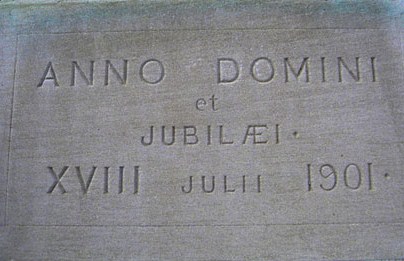 ANNO DOMINI
et
JUBILÆI ·
XVIII JULII 1901 ·